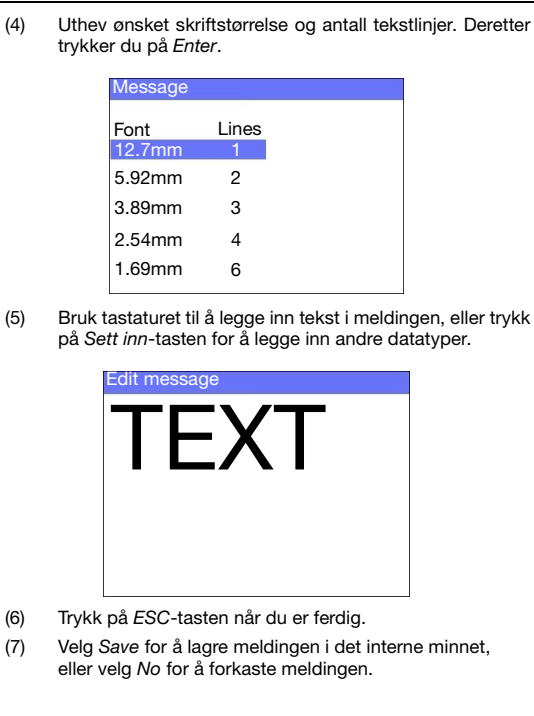 (4) Uthev ønsket skriftstørrelse og antall tekstlinjer. Deretter
trykker du på Enter.
Message
Font Lines
12.7mm 1
5.92mm 2
3.89mm 3
2.54mm 4
1.69mm 6
(5) Bruk tastaturet til å legge inn tekst i meldingen, eller trykk
på Sett inn-tasten for å legge inn andre datatyper.
Edit message
TEXT
(6) Trykk på ESC-tasten når du er ferdig.
(7) Velg Save for å lagre meldingen i det interne minnet,
eller velg No for å forkaste meldingen.